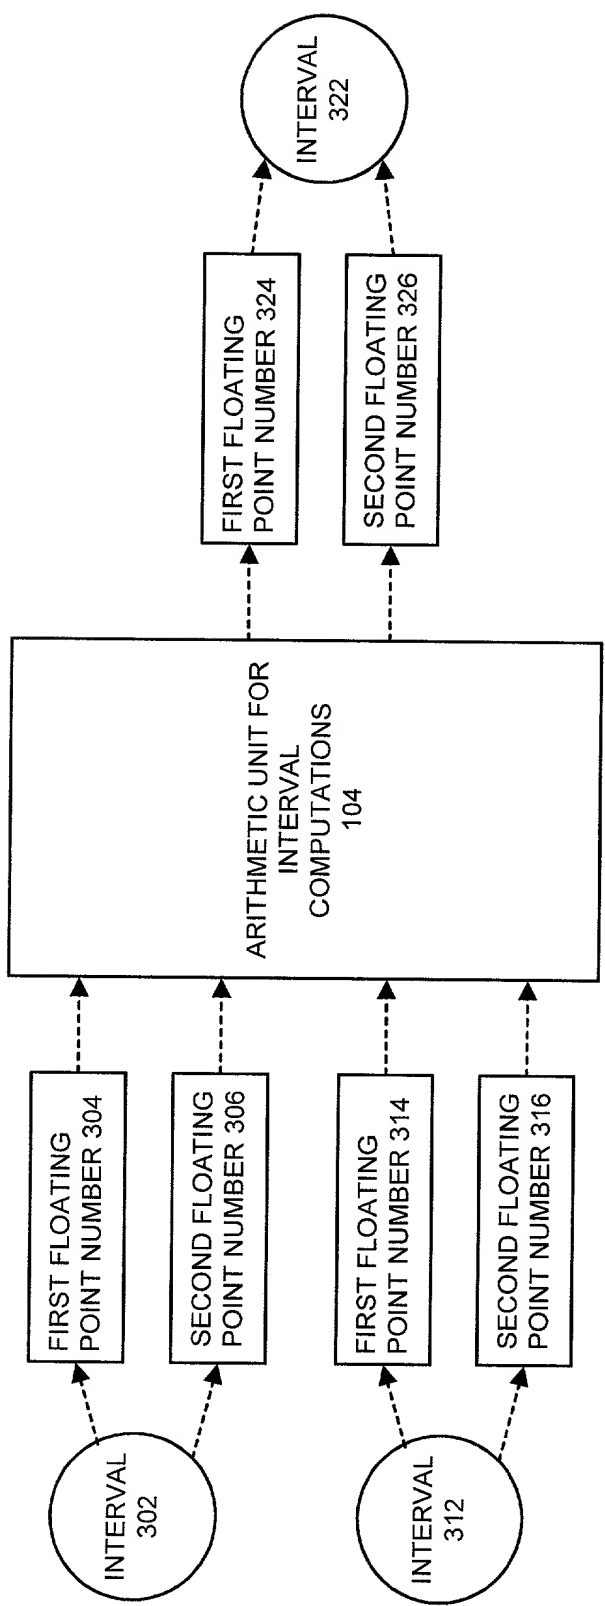 INTERVAL
302
FIRST FLOATING
POINT NUMBER 304
SECOND FLOATING
POINT NUMBER 306
INTERVAL
312
FIRST FLOATING
POINT NUMBER 314
SECOND FLOATING
POINT NUMBER 316
ARITHMETIC UNIT FOR
INTERVAL
COMPUTATIONS
104
FIRST FLOATING
POINT NUMBER 324
SECOND FLOATING
POINT NUMBER 326
INTERVAL
322